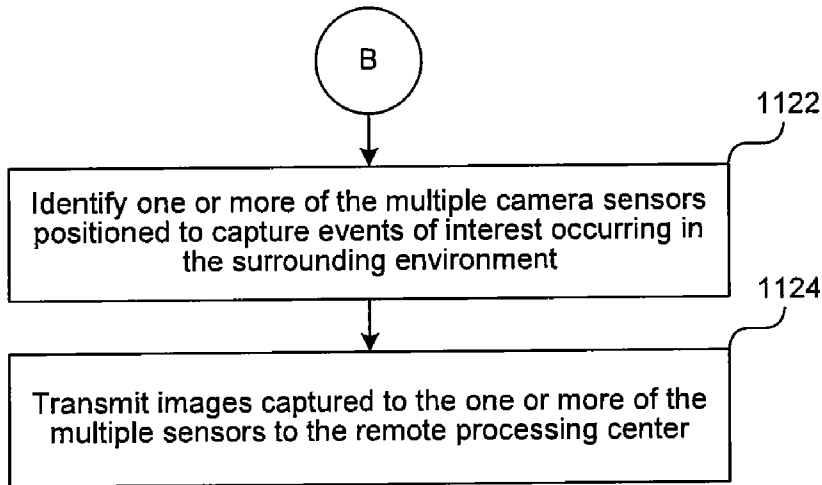 B
1122
Identify one or more of the multiple camera sensors
positioned to capture events of interest occurring in
the surrounding environment
1124
Transmit images captured to the one or more of the
multiple sensors to the remote processing center